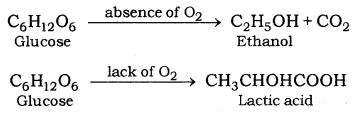 C₆H₁₂O₆ absence of O₂ → C₂H₅OH + CO₂
Glucose Ethanol
C₆H₁₂O₆ lack of O₂ → CH₃CHOHCOOH
Glucose Lactic acid